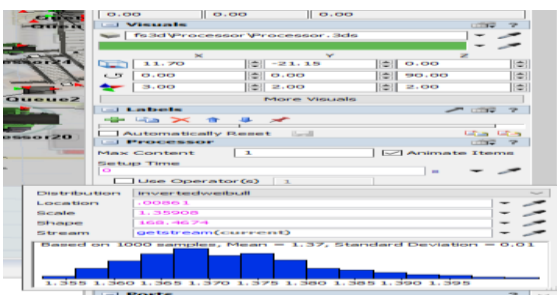 0.00 0.00 0.00
Visuals ?
fs3d\Processor\Processor.3ds
X Y Z
11.70 -21.15 0.00
0.00 0.00 90.00
3.00 2.00 2.00
Queue2
More Visuals
Labels ?
Automatically Reset
Processor ?
Max Content 1 Animate Items
Setup Time
0
Use Operator(s) 1
Distribution invertedweibull
Location .00861
Scale 1.35908
Shape 168.4674
Stream getstream(current)
Based on 1000 samples, Mean = 1.37, Standard Deviation = 0.01
1.355 1.360 1.365 1.370 1.375 1.380 1.385 1.390 1.395
Ports ?